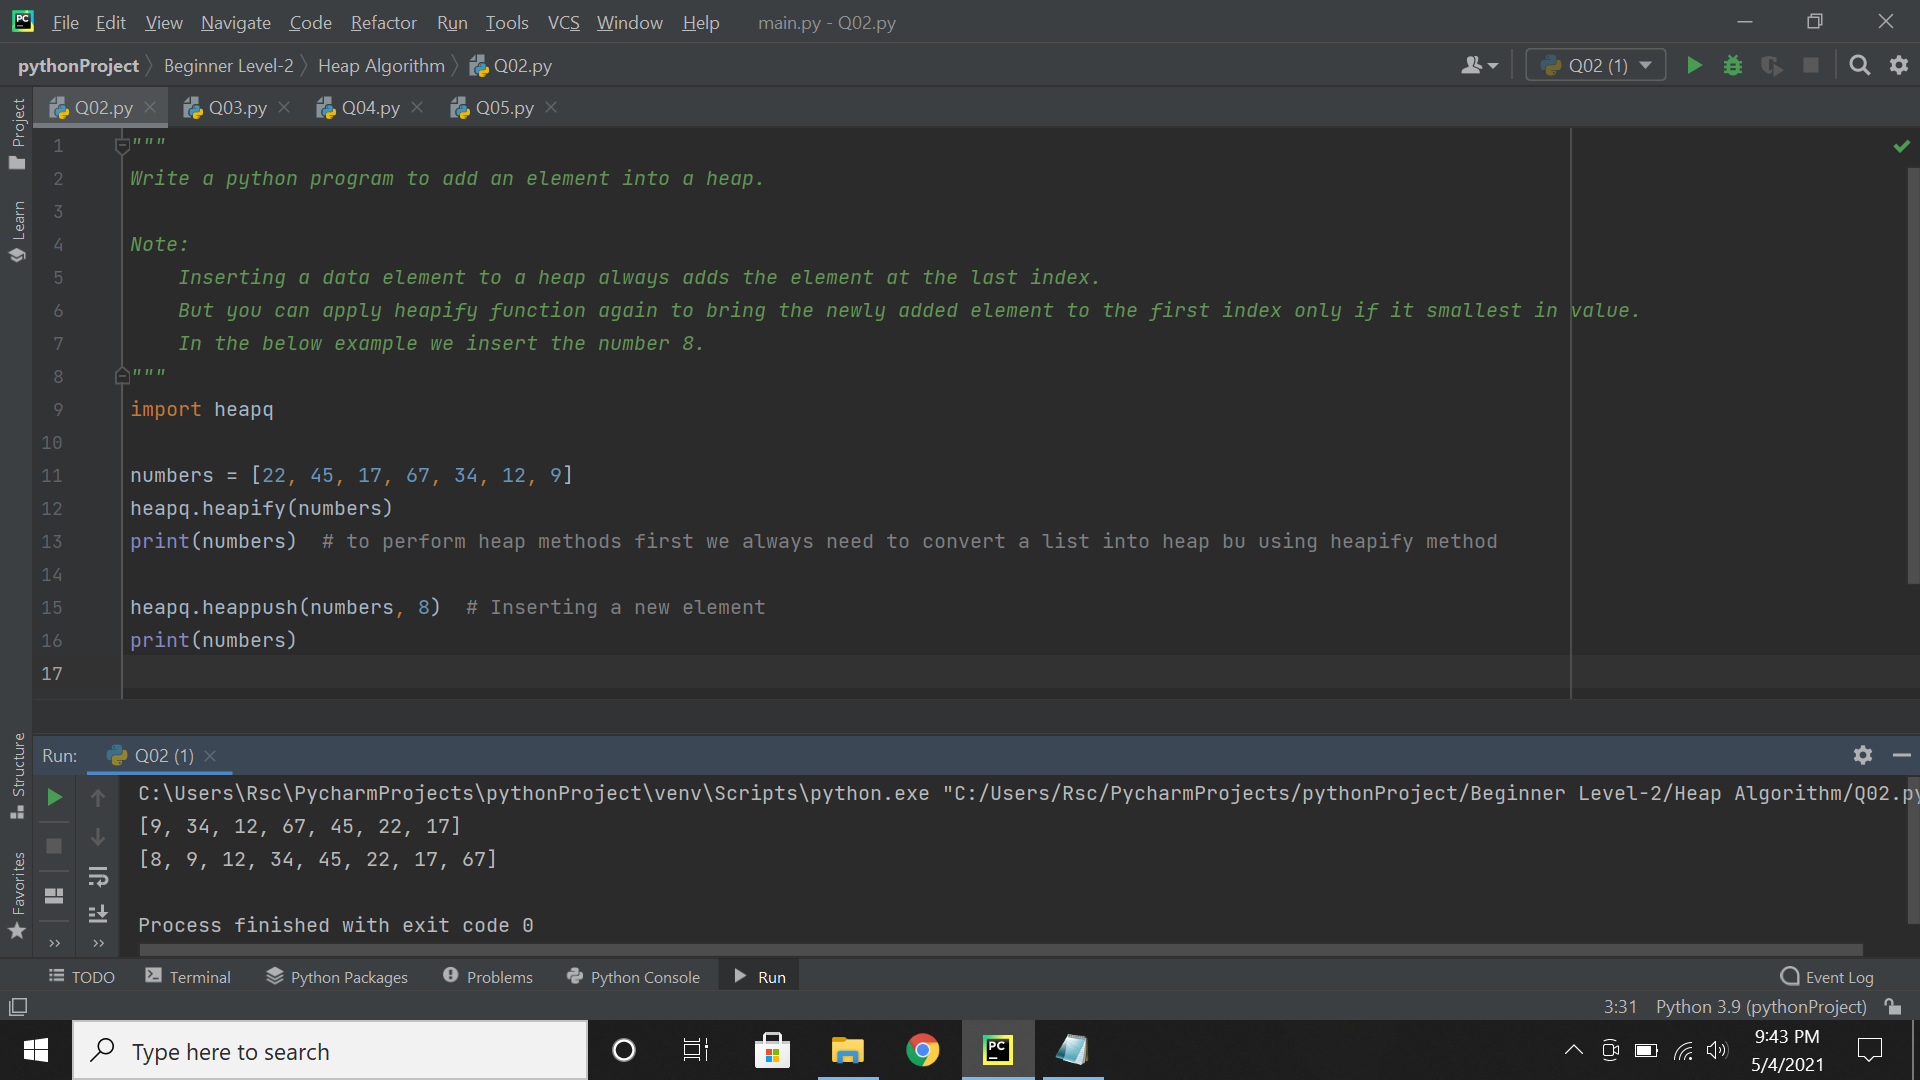 PC File Edit View Navigate Code Refactor Run Tools VCS Window Help main.py - Q02.py
pythonProject Beginner Level-2 Heap Algorithm Q02.py Q02 (1)
Q02.py Q03.py Q04.py Q05.py
Project
Learn
Structure
Favorites
1 """
2 Write a python program to add an element into a heap.
3
4 Note:
5 Inserting a data element to a heap always adds the element at the last index.
6 But you can apply heapify function again to bring the newly added element to the first index only if it smallest in value.
7 In the below example we insert the number 8.
8 """
9 import heapq
10
11 numbers = [22, 45, 17, 67, 34, 12, 9]
12 heapq.heapify(numbers)
13 print(numbers)  # to perform heap methods first we always need to convert a list into heap bu using heapify method
14
15 heapq.heappush(numbers, 8)  # Inserting a new element
16 print(numbers)
17
Run: Q02 (1)
C:\Users\Rsc\PycharmProjects\pythonProject\venv\Scripts\python.exe "C:/Users/Rsc/PycharmProjects/pythonProject/Beginner Level-2/Heap Algorithm/Q02.py
[9, 34, 12, 67, 45, 22, 17]
[8, 9, 12, 34, 45, 22, 17, 67]
Process finished with exit code 0
TODO Terminal Python Packages Problems Python Console Run Event Log
3:31 Python 3.9 (pythonProject)
Type here to search
PC
9:43 PM
5/4/2021